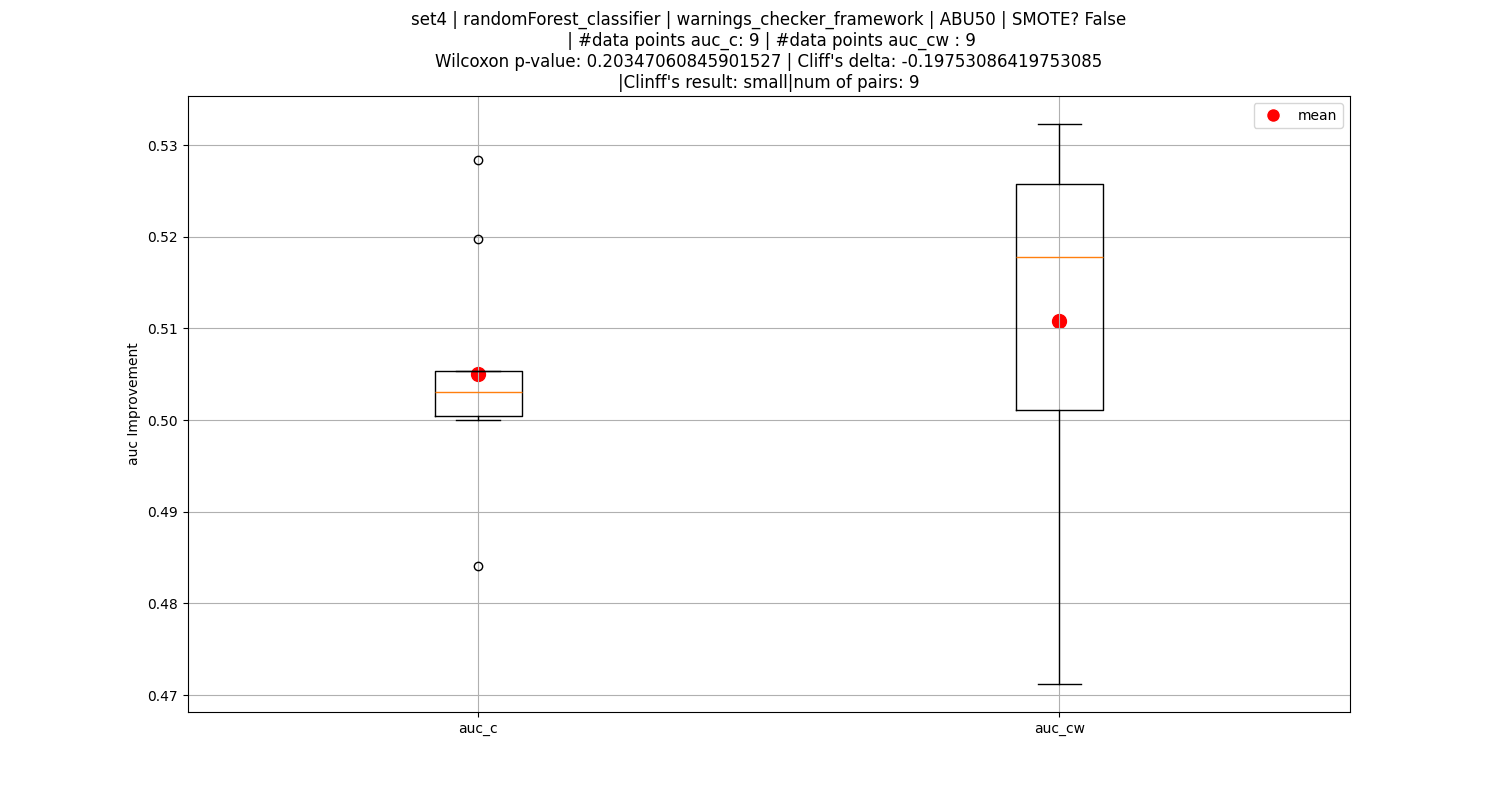 set4 | randomForest_classifier | warnings_checker_framework | ABU50 | SMOTE? False
| #data points auc_c: 9 | #data points auc_cw : 9
Wilcoxon p-value: 0.20347060845901527 | Cliff's delta: -0.19753086419753085
|Clinff's result: small|num of pairs: 9
mean
0.53
0.52
0.51
0.50
0.49
0.48
0.47
auc Improvement
auc_c
auc_cw